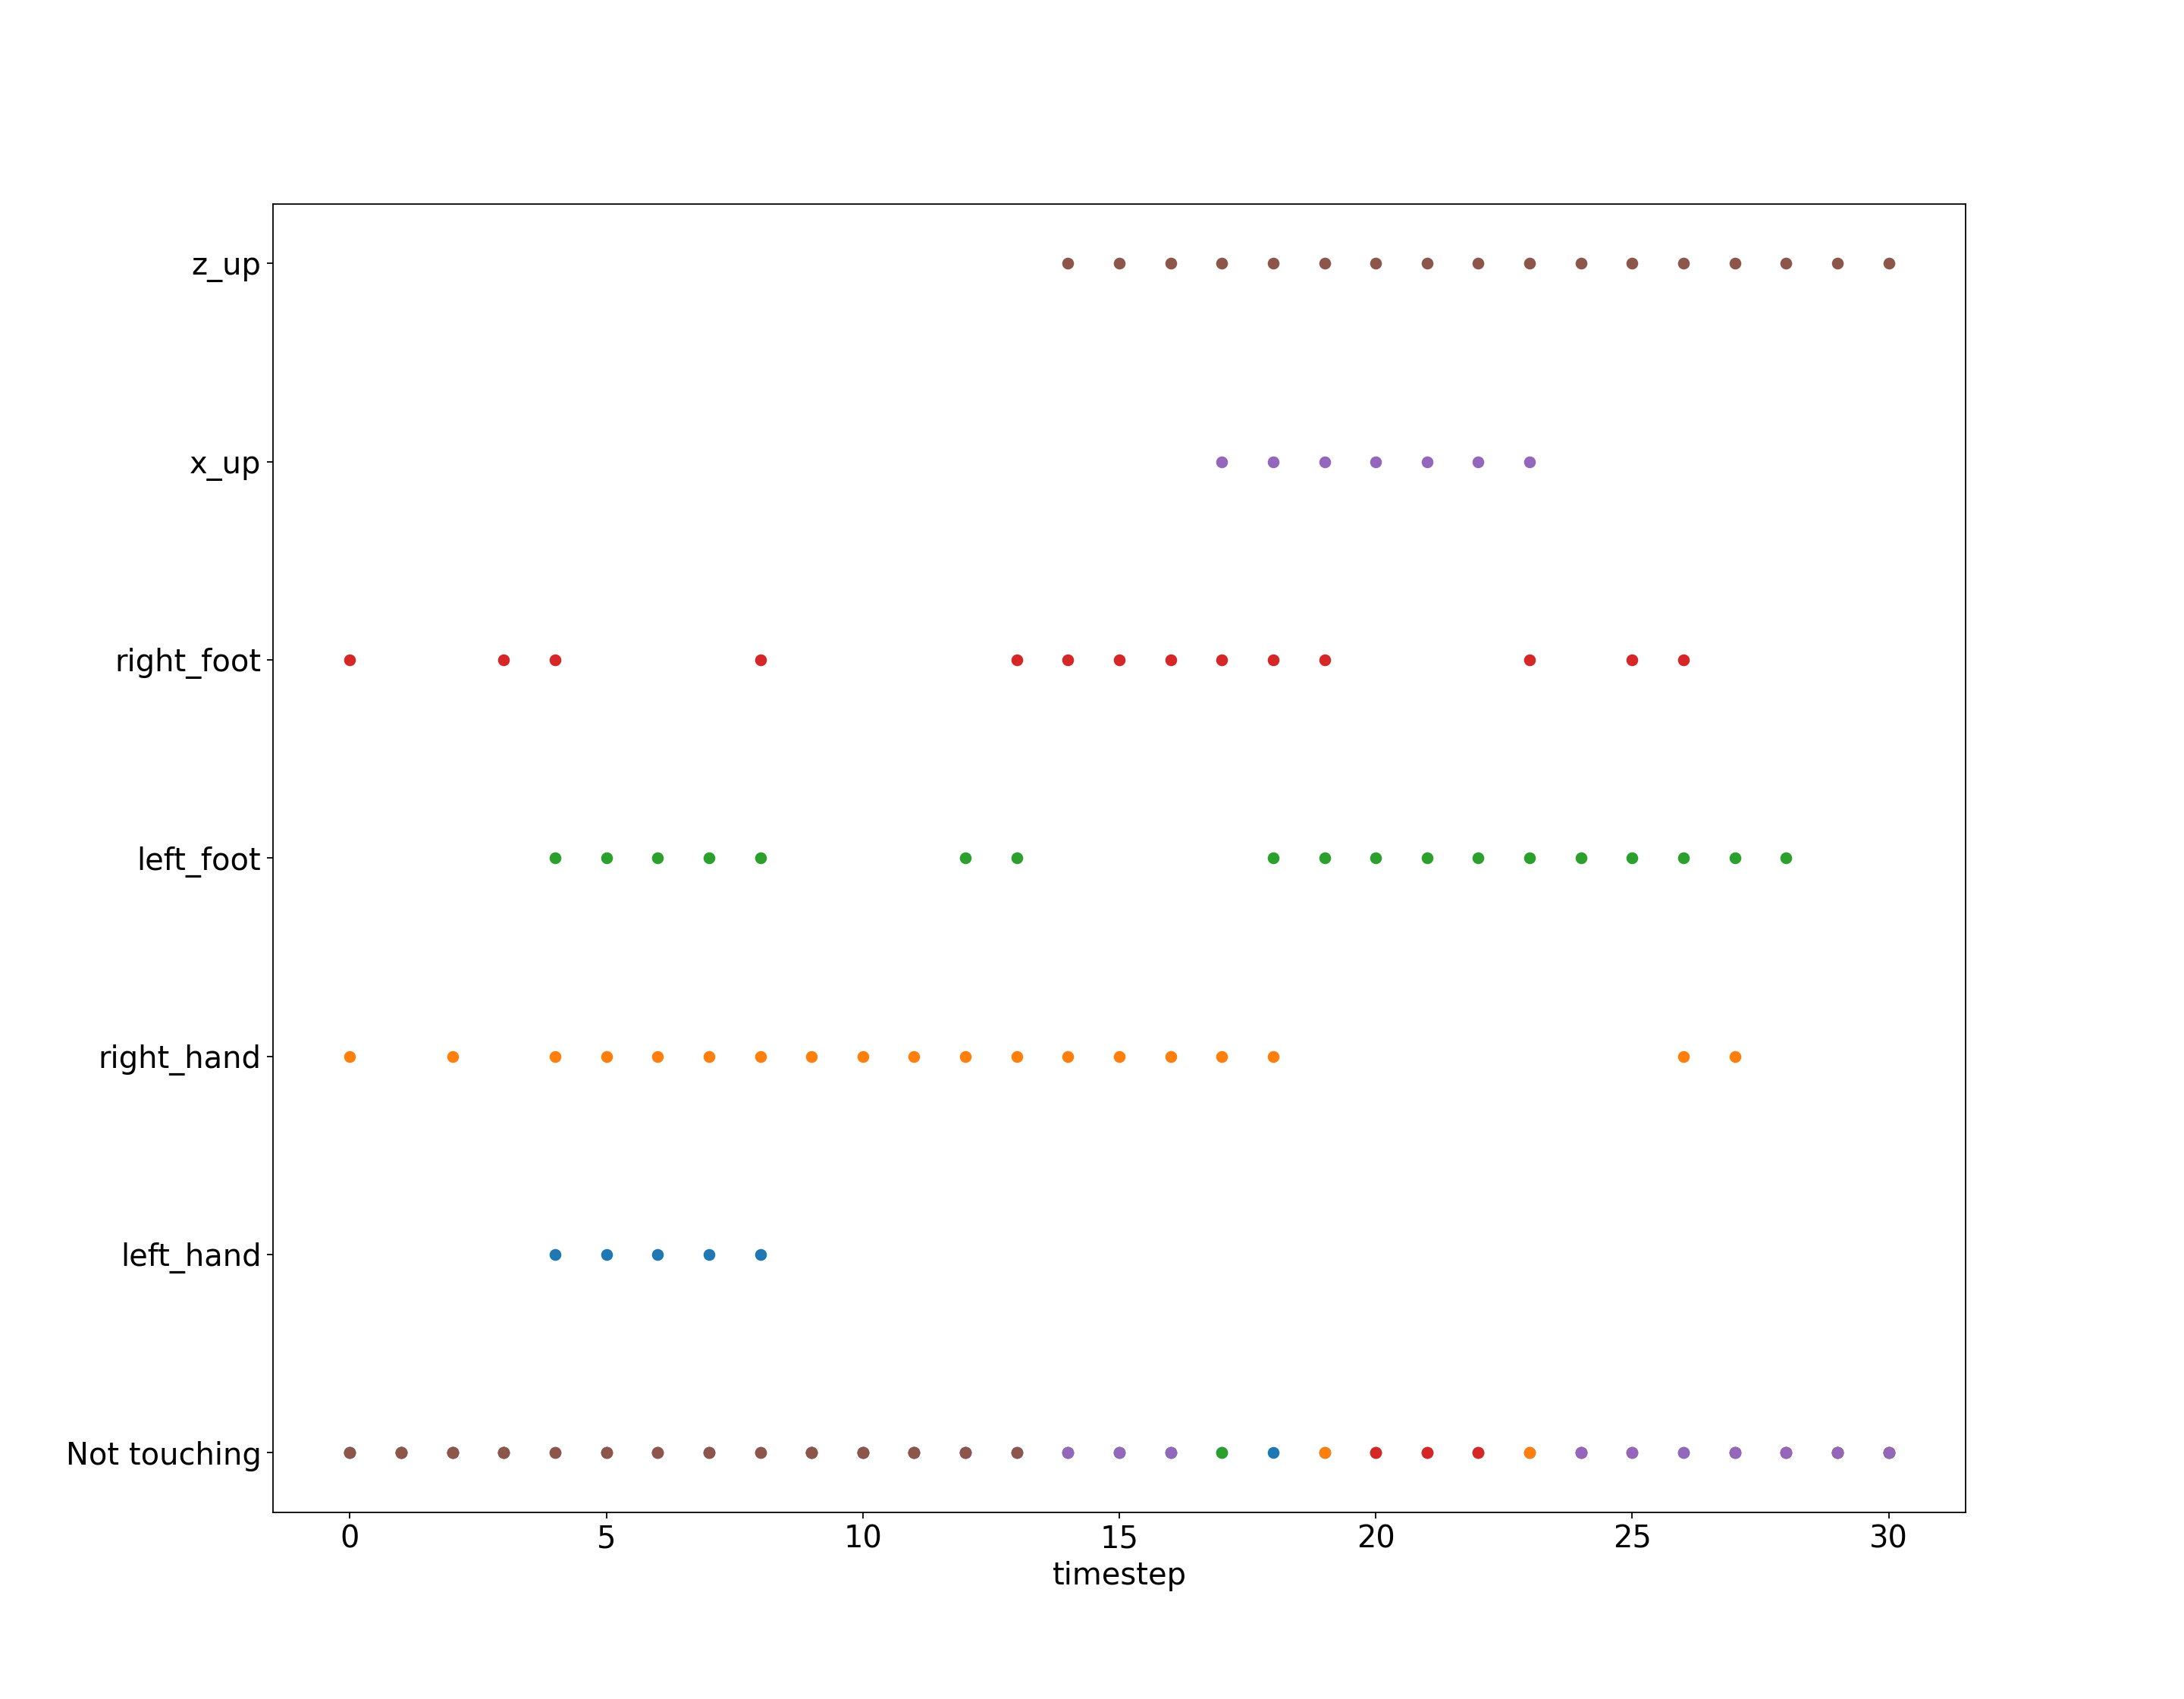 z_up
x_up
right_foot
left_foot
right_hand
left_hand
Not touching
0 5 10 15 20 25 30
timestep